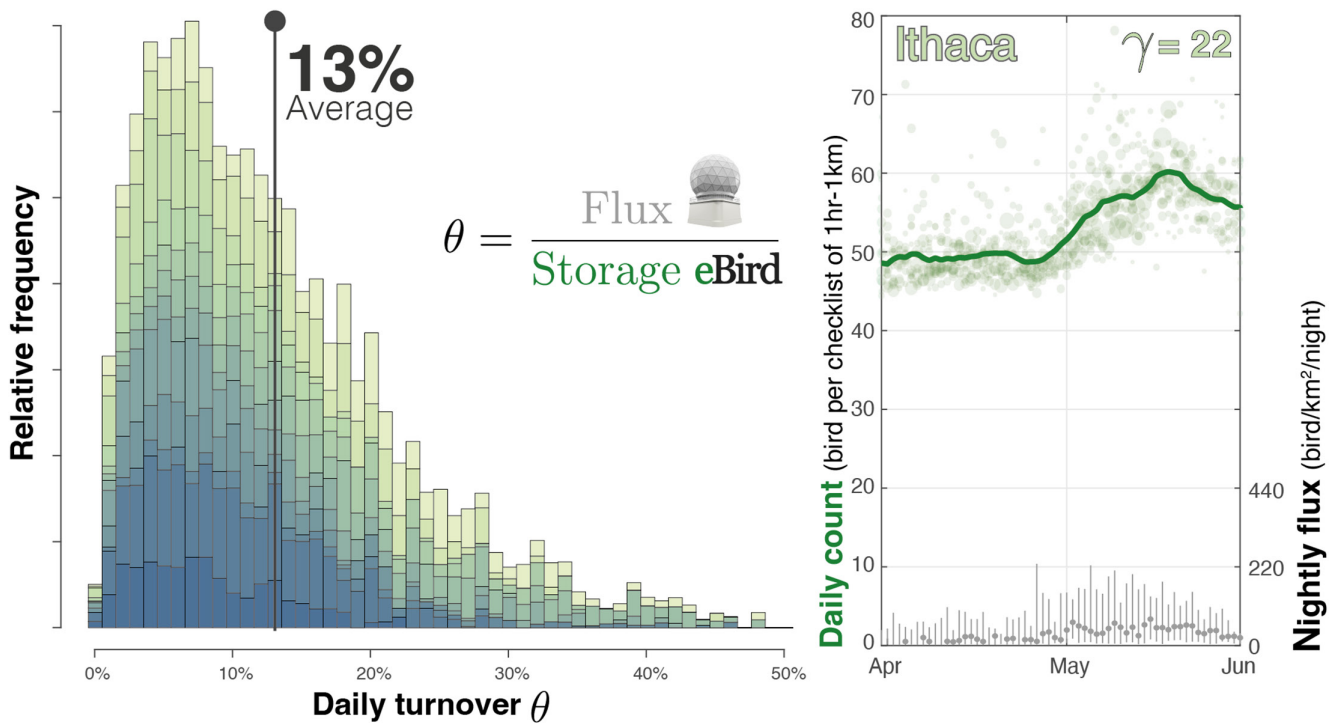 13%
Average
Relative frequency
θ = Flux
Storage eBird
0%
10%
20%
30%
40%
50%
Daily turnover θ
Ithaca
γ = 22
80
70
60
50
40
30
20
10
0
Daily count (bird per checklist of 1hr-1km)
440
220
0
Nightly flux (bird/km²/night)
Apr
May
Jun